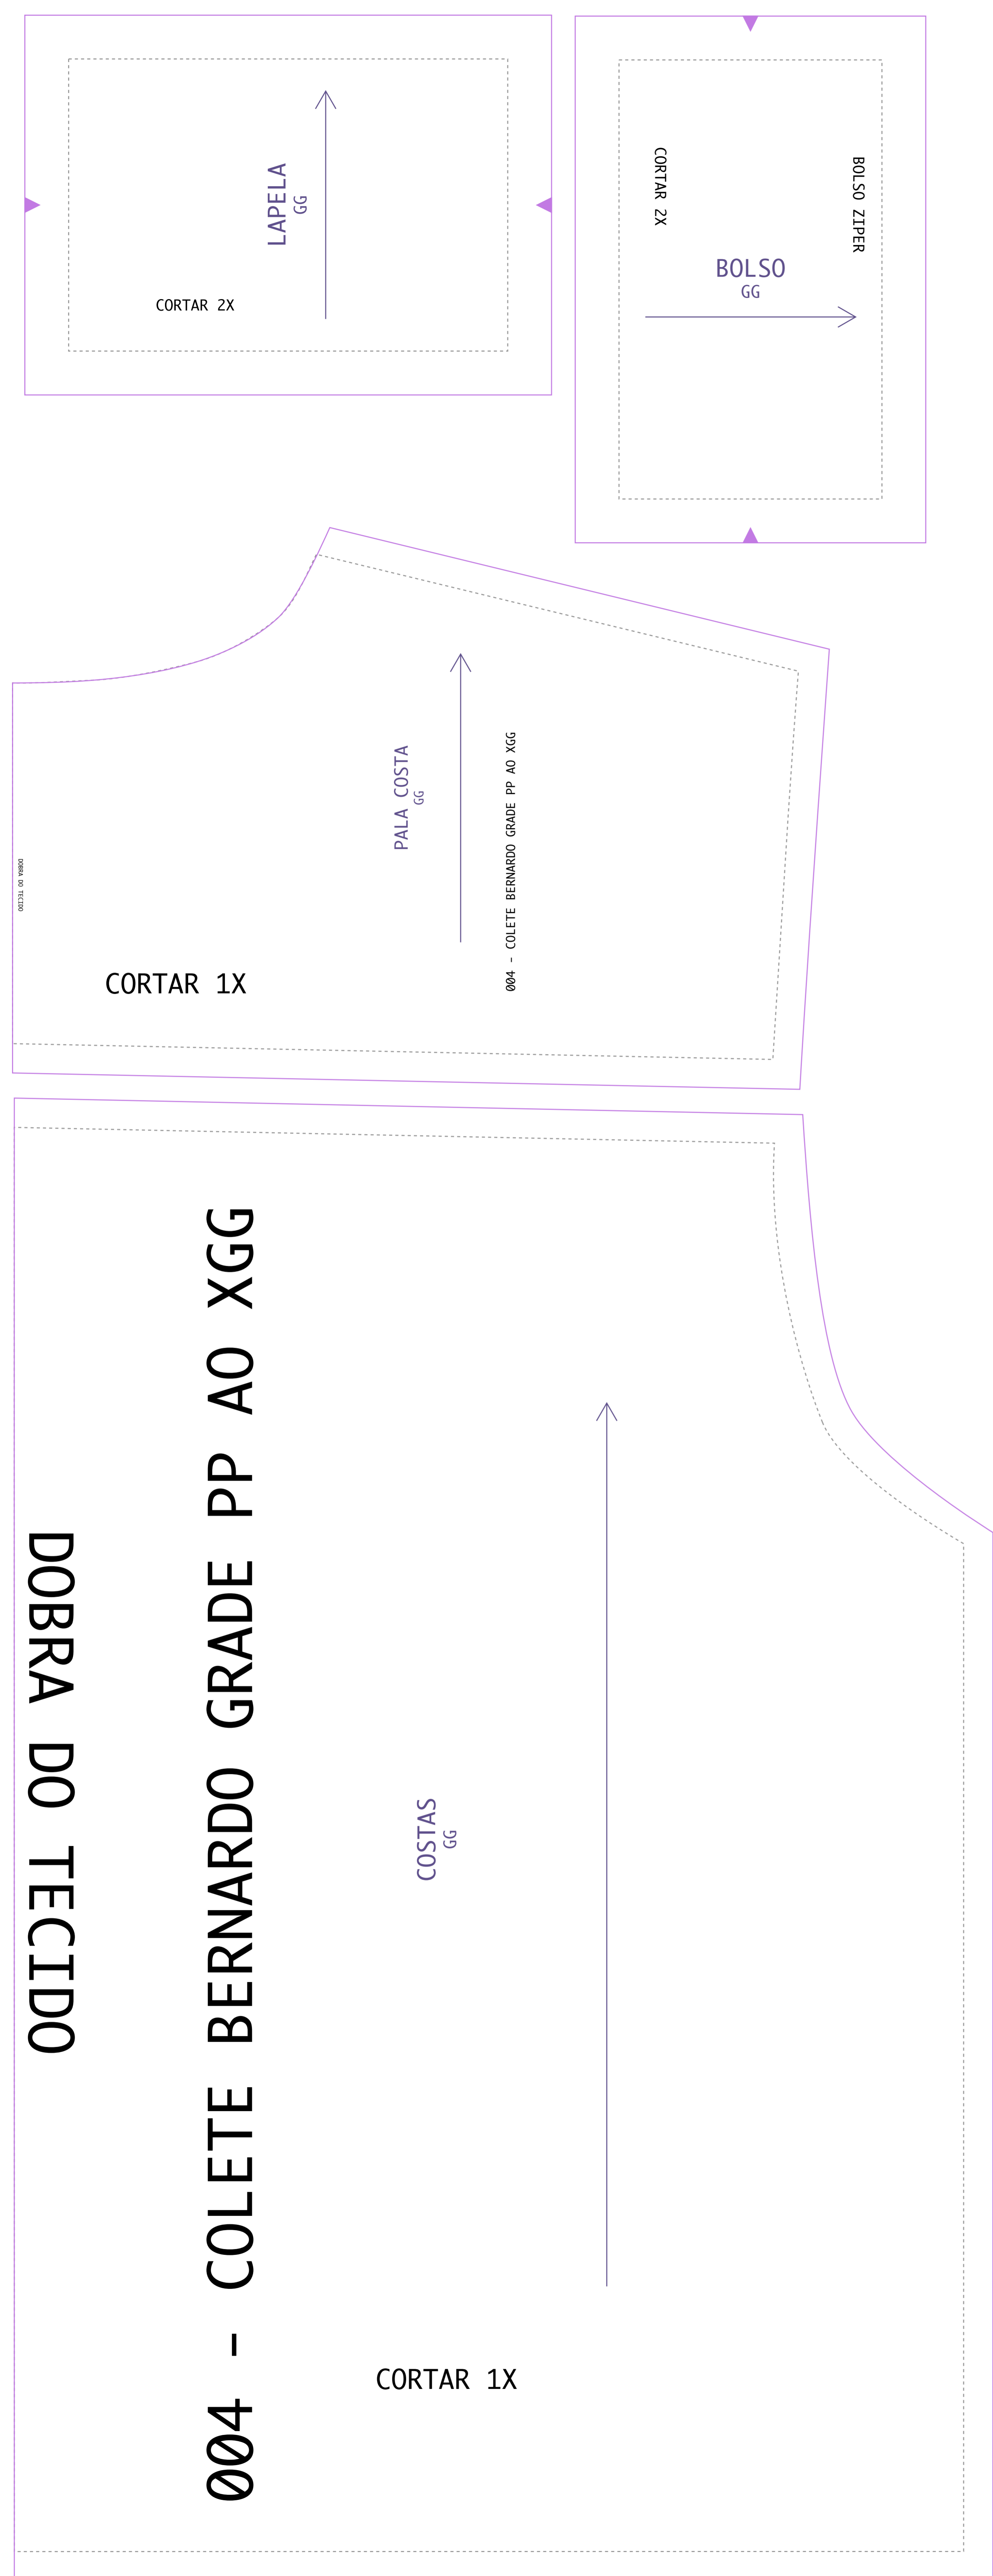 LAPELA
GG
CORTAR 2X
CORTAR 2X
BOLSO ZIPER
BOLSO
GG
PALA COSTA
GG
004 - COLETE BERNARDO GRADE PP AO XGG
DOBRA DO TECIDO
CORTAR 1X
DOBRA DO TECIDO
004 - COLETE BERNARDO GRADE PP AO XGG
COSTAS
GG
CORTAR 1X